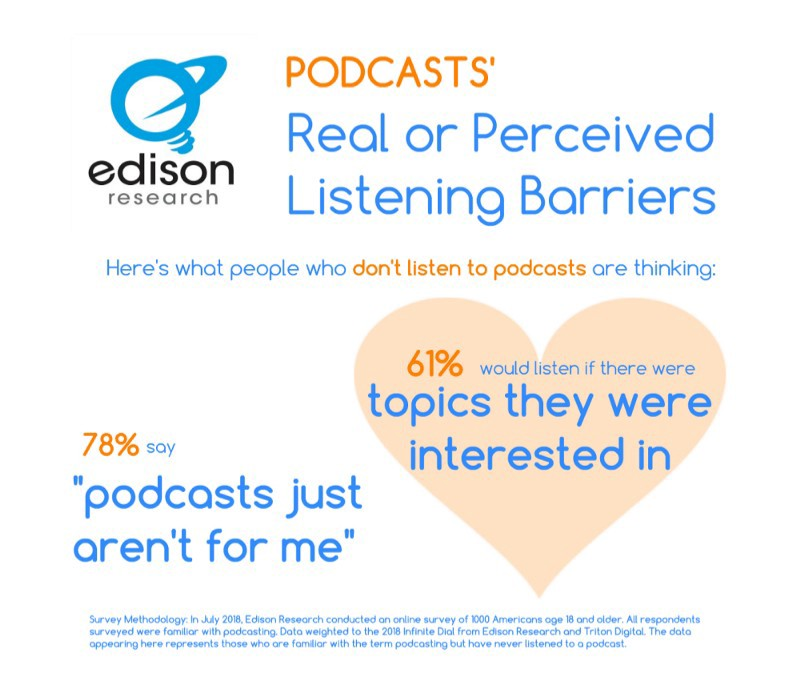 edison
research
PODCASTS'
Real or Perceived
Listening Barriers
Here's what people who don't listen to podcasts are thinking:
61% would listen if there were
topics they were
interested in
78% say
"podcasts just
aren't for me"
Survey Methodology: In July 2018, Edison Research conducted an online survey of 1000 Americans age 18 and older. All respondents
surveyed were familiar with podcasting. Data weighted to the 2018 Infinite Dial from Edison Research and Triton Digital. The data
appearing here represents those who are familiar with the term podcasting but have never listened to a podcast.